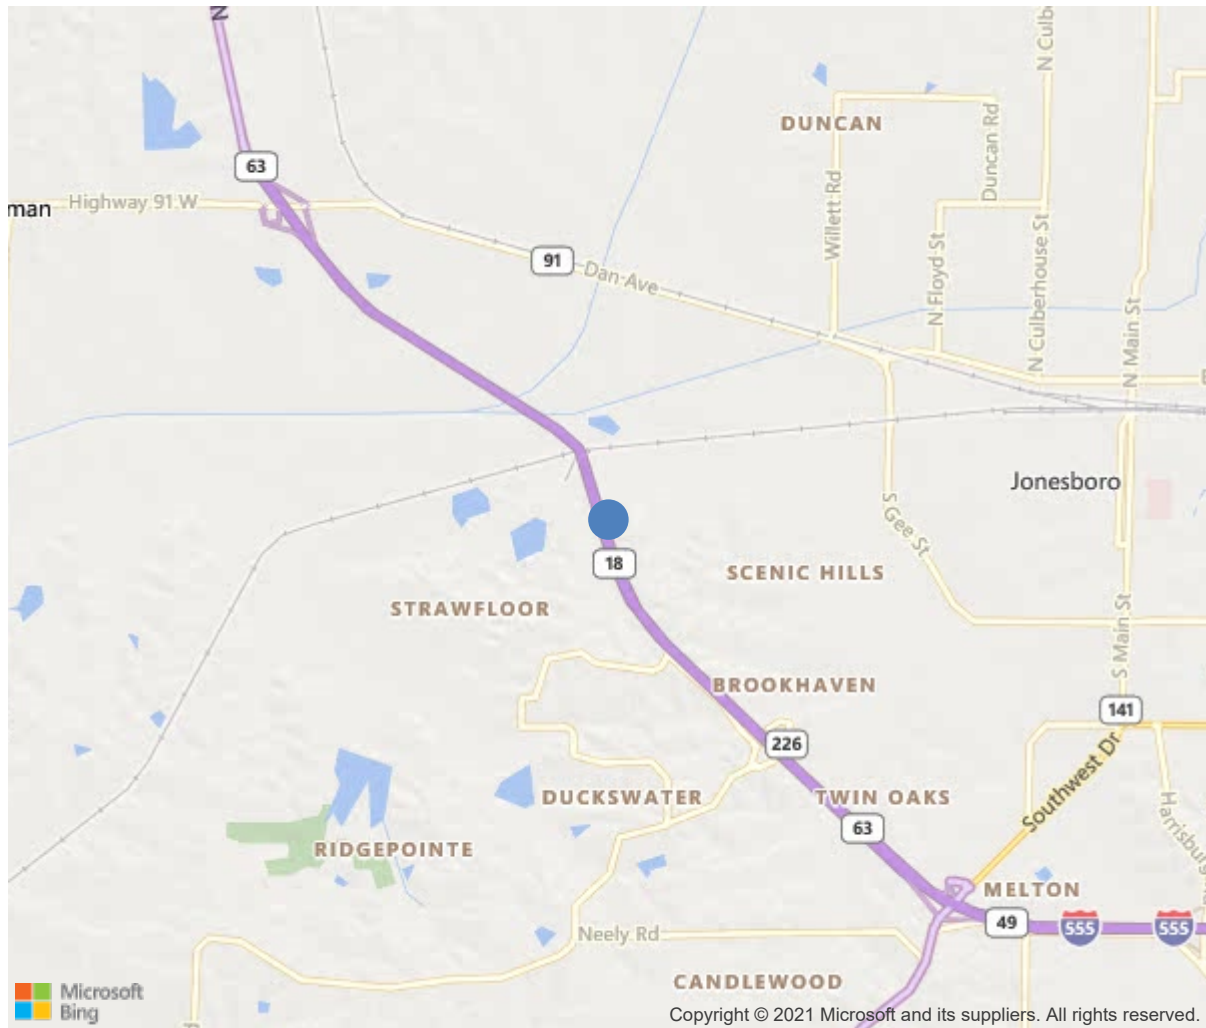 N
N Culb
DUNCAN
Duncan Rd
63
Willett Rd
man
Highway 91 W
N Floyd St
N Culberhouse St
91
Dan Ave
N Main St
Jonesboro
S Gee St
18
SCENIC HILLS
STRAWFLOOR
S Main St
BROOKHAVEN
141
226
Southwest Dr
DUCKSWATER
TWIN OAKS
63
Harrisburg
RIDGEPOINTE
MELTON
49
555
555
Neely Rd
CANDLEWOOD
Microsoft
Bing
Copyright © 2021 Microsoft and its suppliers. All rights reserved.